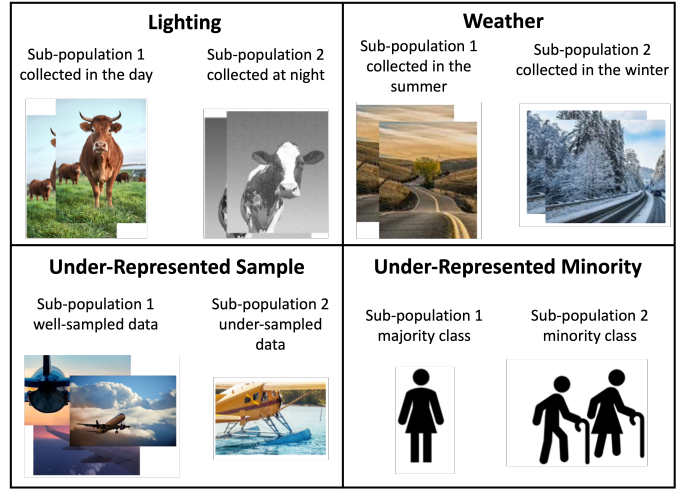 Lighting
Sub-population 1
collected in the day
Sub-population 2
collected at night
Weather
Sub-population 1
collected in the
summer
Sub-population 2
collected in the winter
Under-Represented Sample
Sub-population 1
well-sampled data
Sub-population 2
under-sampled
data
Under-Represented Minority
Sub-population 1
majority class
Sub-population 2
minority class